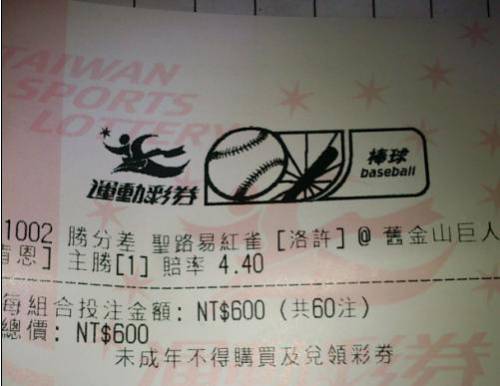 TAIWAN
SPORTS
LOTTERY
運動彩券
棒球
baseball
1002 勝分差 聖路易紅雀 [洛許] @ 舊金山巨人
肯恩] 主勝[1] 賠率 4.40
每組合投注金額: NT$600 (共60注)
總價: NT$600
未成年不得購買及兌領彩券